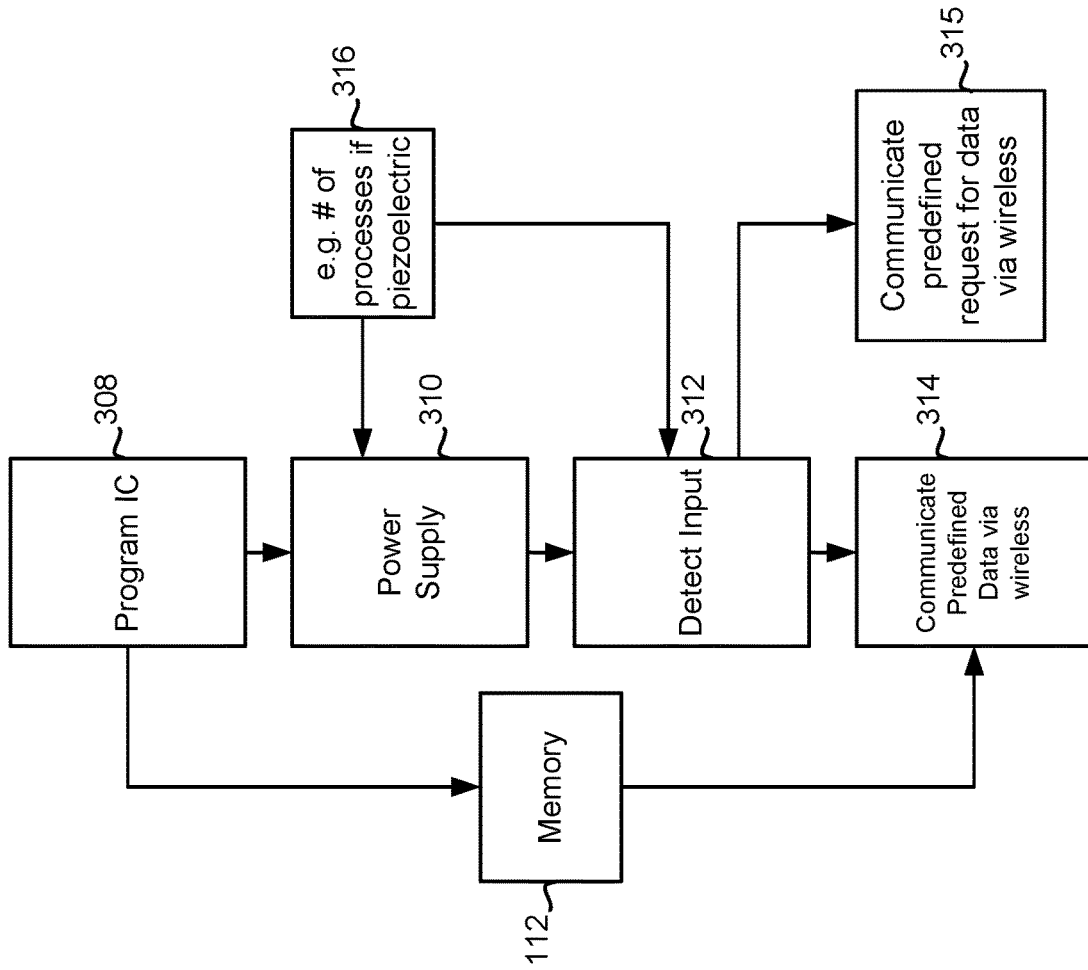 308
Program IC
316
e.g. # of
processes if
piezoelectric
310
Power
Supply
Memory
112
312
Detect Input
315
Communicate
predefined
request for data
via wireless
314
Communicate
Predefined
Data via
wireless